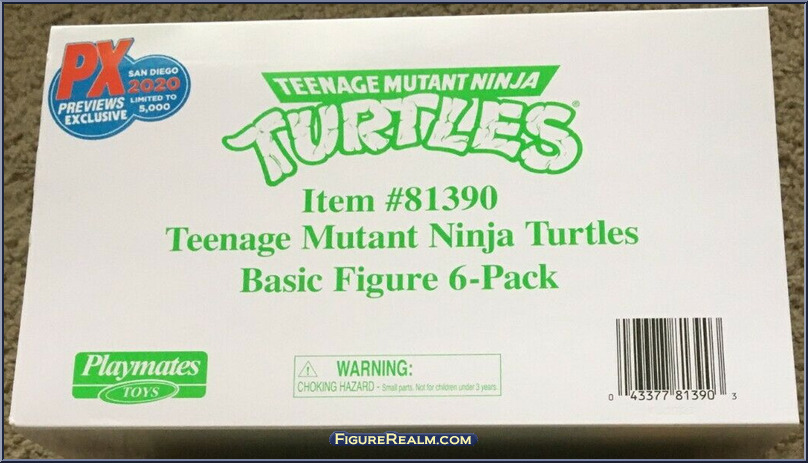 PX
PREVIEWS
EXCLUSIVE
SAN DIEGO
2020
LIMITED TO
5,000
TEENAGE MUTANT NINJA
TURTLES®
Item #81390
Teenage Mutant Ninja Turtles
Basic Figure 6-Pack
Playmates
TOYS
WARNING:
CHOKING HAZARD - Small parts. Not for children under 3 years.
0 43377 81390 3
FIGUREREALM.COM